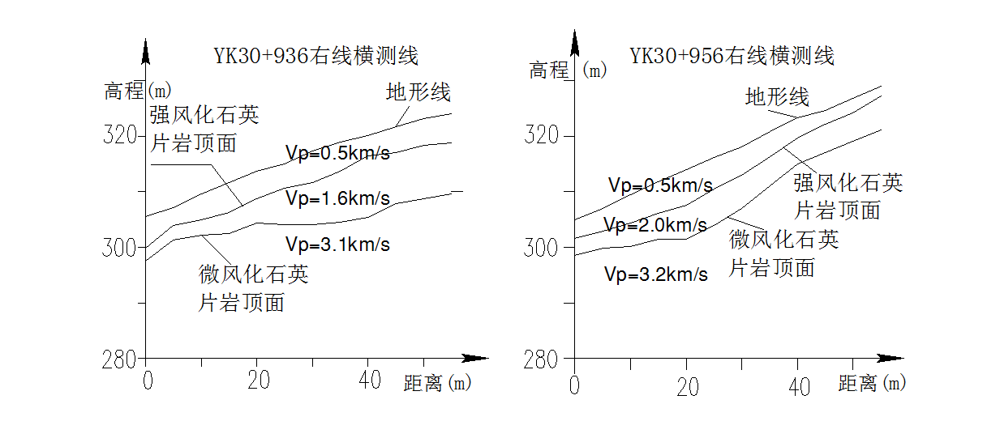 YK30+936右线横测线
高程(m)
地形线
强风化石英
片岩顶面
320
Vp=0.5km/s
Vp=1.6km/s
300
Vp=3.1km/s
微风化石英
片岩顶面
280
0
20
40
距离(m)
YK30+956右线横测线
高程 (m)
地形线
320
Vp=0.5km/s
强风化石英
片岩顶面
Vp=2.0km/s
微风化石英
片岩顶面
300
Vp=3.2km/s
280
0
20
40
距离(m)